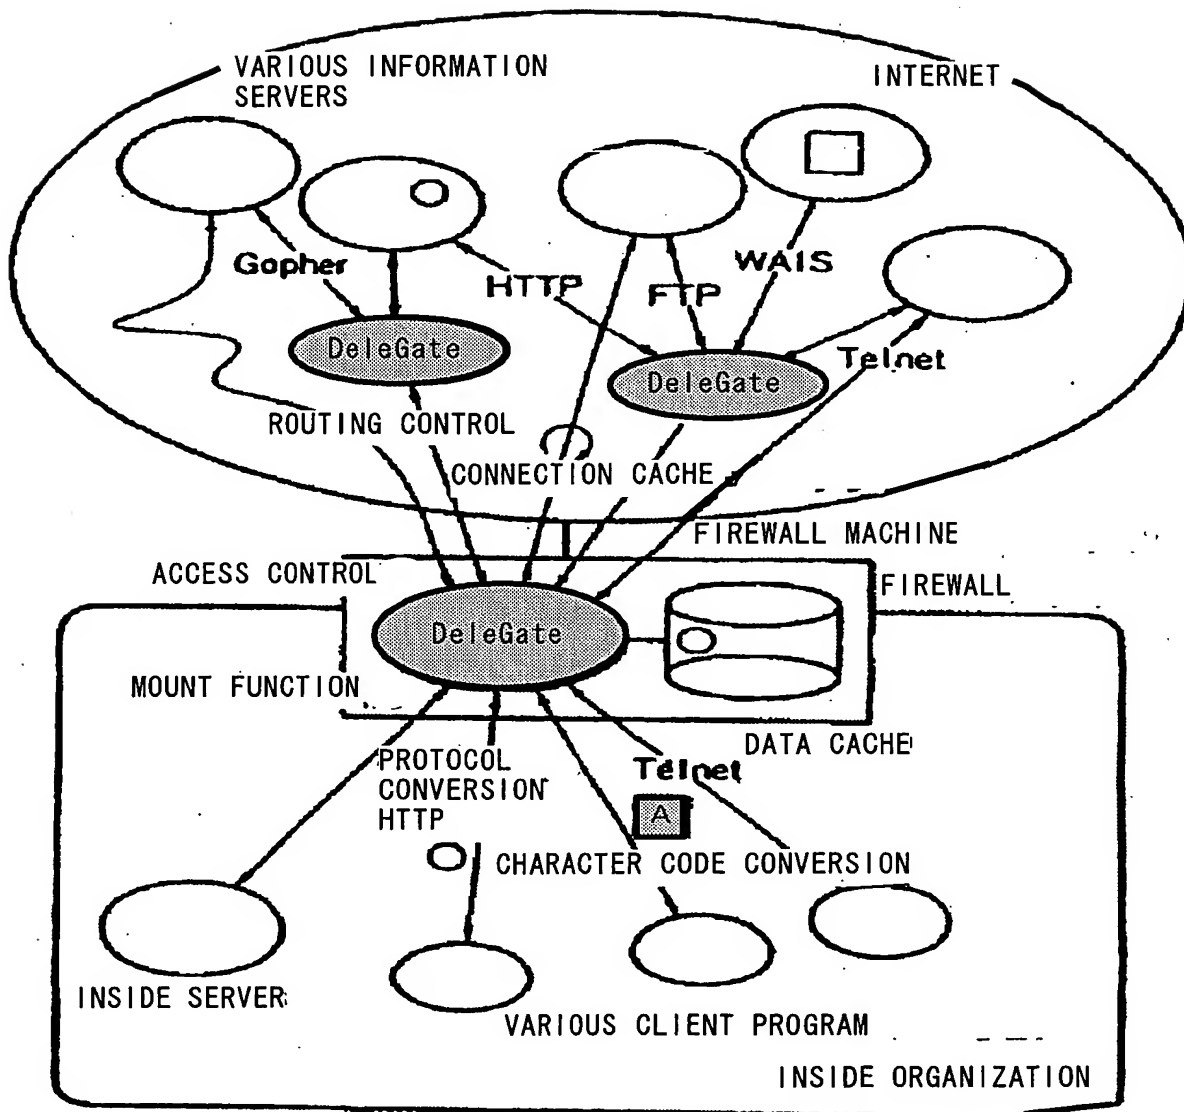 VARIOUS INFORMATION
SERVERS
INTERNET
Gopher
HTTP
FTP
WAIS
DeleGate
DeleGate
Telnet
ROUTING CONTROL
CONNECTION CACHE
FIREWALL MACHINE
ACCESS CONTROL
FIREWALL
DeleGate
MOUNT FUNCTION
DATA CACHE
PROTOCOL
CONVERSION
HTTP
Telnet
A
CHARACTER CODE CONVERSION
INSIDE SERVER
VARIOUS CLIENT PROGRAM
INSIDE ORGANIZATION